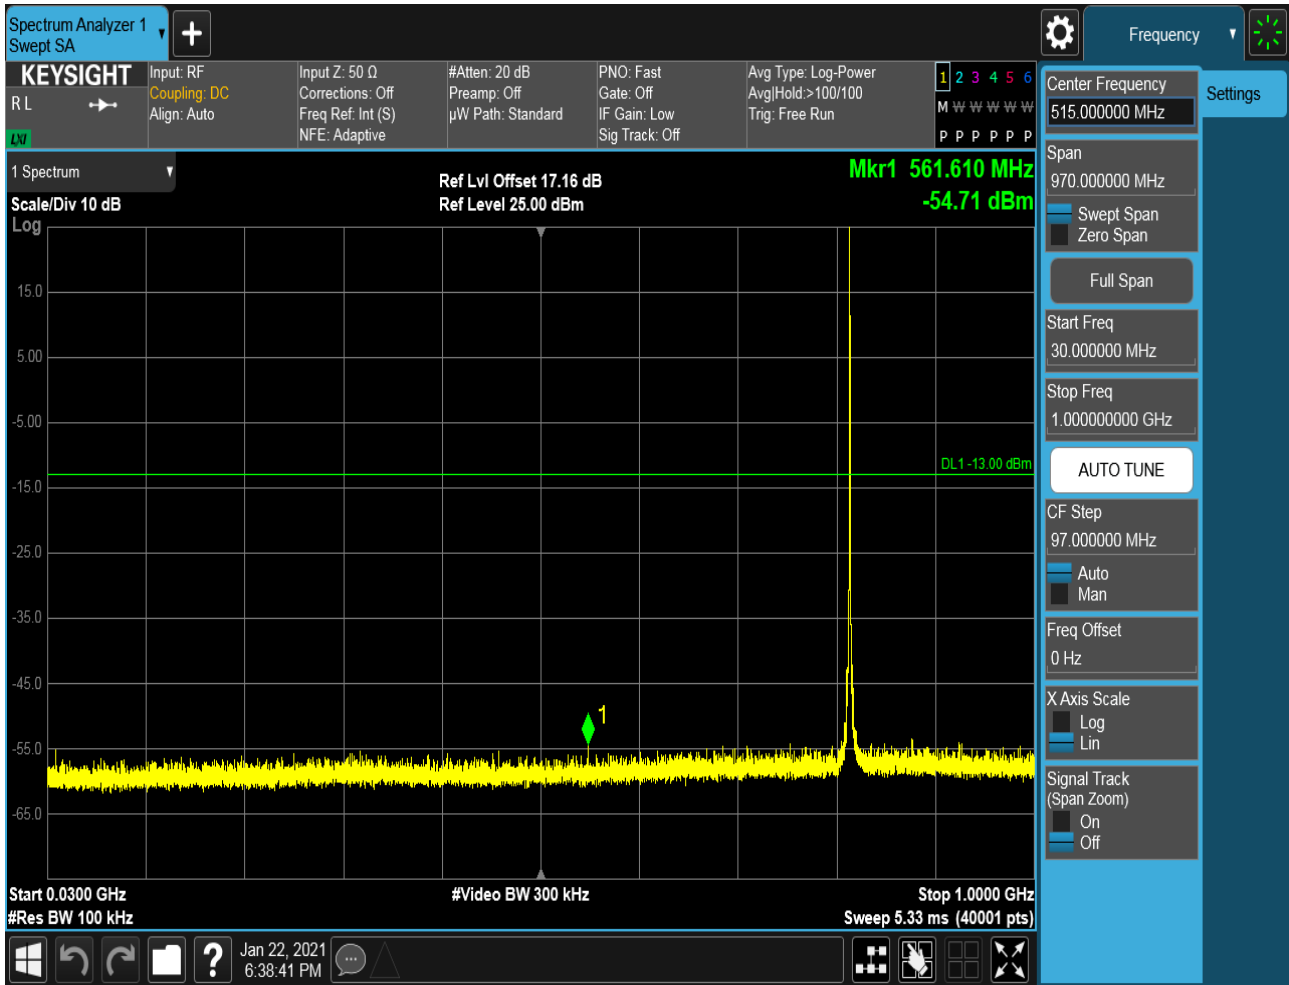 Spectrum Analyzer 1
Swept SA
Frequency
KEYSIGHT
R L
LXI
Input: RF
Coupling: DC
Align: Auto
Input Z: 50 Ω
Corrections: Off
Freq Ref: Int (S)
NFE: Adaptive
#Atten: 20 dB
Preamp: Off
µW Path: Standard
PNO: Fast
Gate: Off
IF Gain: Low
Sig Track: Off
Avg Type: Log-Power
Avg|Hold:>100/100
Trig: Free Run
1 2 3 4 5 6
M W W W W W
P P P P P P
1 Spectrum
Scale/Div 10 dB
Log
Ref Lvl Offset 17.16 dB
Ref Level 25.00 dBm
Mkr1 561.610 MHz
-54.71 dBm
15.0
5.00
-5.00
-15.0
-25.0
-35.0
-45.0
-55.0
-65.0
DL1 -13.00 dBm
1
Start 0.0300 GHz
#Res BW 100 kHz
#Video BW 300 kHz
Stop 1.0000 GHz
Sweep 5.33 ms (40001 pts)
Center Frequency
515.000000 MHz
Settings
Span
970.000000 MHz
Swept Span
Zero Span
Full Span
Start Freq
30.000000 MHz
Stop Freq
1.000000000 GHz
AUTO TUNE
CF Step
97.000000 MHz
Auto
Man
Freq Offset
0 Hz
X Axis Scale
Log
Lin
Signal Track
(Span Zoom)
On
Off
?
Jan 22, 2021
6:38:41 PM